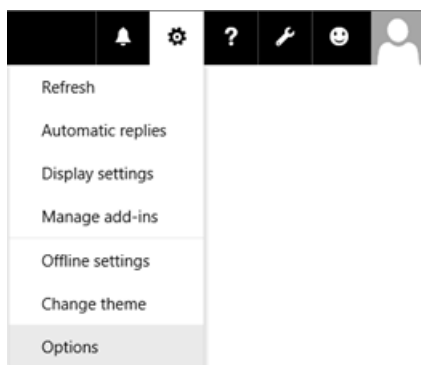 ?
Refresh
Automatic replies
Display settings
Manage add-ins
Offline settings
Change theme
Options